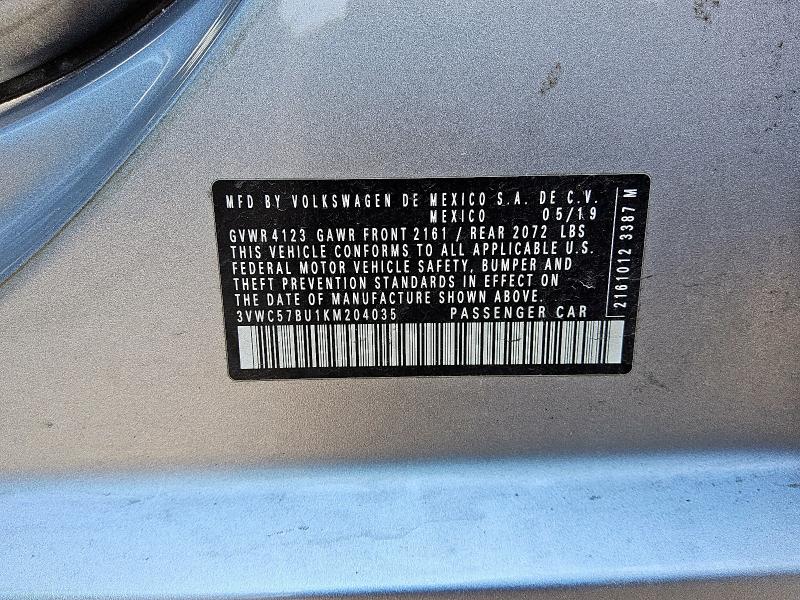 MFD BY VOLKSWAGEN DE MEXICO S.A. DE C.V.
MEXICO 05/19
GVWR 4123 GAWR FRONT 2161 / REAR 2072 LBS
THIS VEHICLE CONFORMS TO ALL APPLICABLE U.S.
FEDERAL MOTOR VEHICLE SAFETY, BUMPER AND
THEFT PREVENTION STANDARDS IN EFFECT ON
THE DATE OF MANUFACTURE SHOWN ABOVE.
3VWC57BU1KM204035 PASSENGER CAR
2161012 3387 M